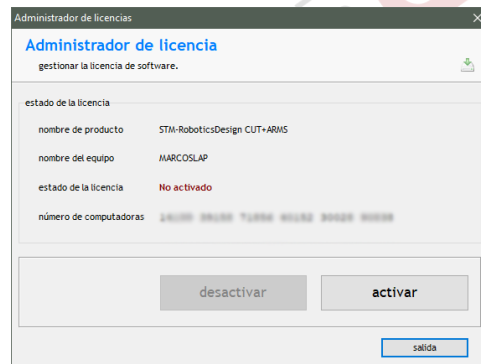 Administrador de licencias
Administrador de licencia
gestionar la licencia de software.
estado de la licencia
nombre de producto STM-RoboticsDesign CUT+ARMS
nombre del equipo MARCOSLAP
estado de la licencia No activado
número de computadoras
desactivar activar
salida